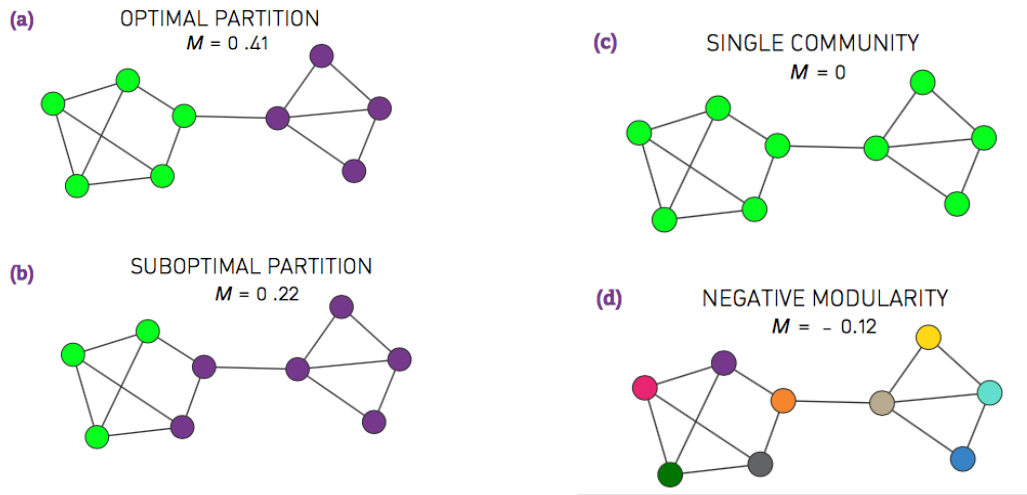 (a)
OPTIMAL PARTITION
M = 0 .41
(b)
SUBOPTIMAL PARTITION
M = 0 .22
(c)
SINGLE COMMUNITY
M = 0
(d)
NEGATIVE MODULARITY
M = - 0.12